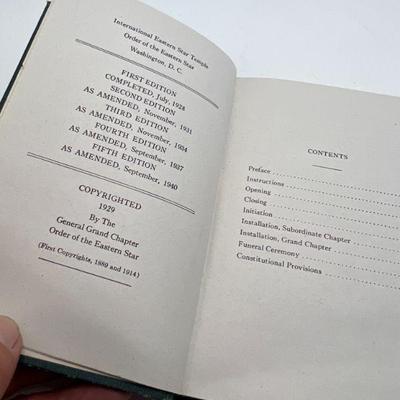 International Eastern Star Temple
Order of the Eastern Star
Washington, D. C.
FIRST EDITION
COMPLETED, July, 1928
SECOND EDITION
AS AMENDED, November, 1931
THIRD EDITION
AS AMENDED, November, 1934
FOURTH EDITION
AS AMENDED, September, 1937
FIFTH EDITION
AS AMENDED, September, 1940
COPYRIGHTED
1929
By The
General Grand Chapter
Order of the Eastern Star
(First Copyrights, 1889 and 1914)
CONTENTS
Preface
Instructions
Opening
Closing
Initiation
Installation, Subordinate Chapter
Installation, Grand Chapter
Funeral Ceremony
Constitutional Provisions